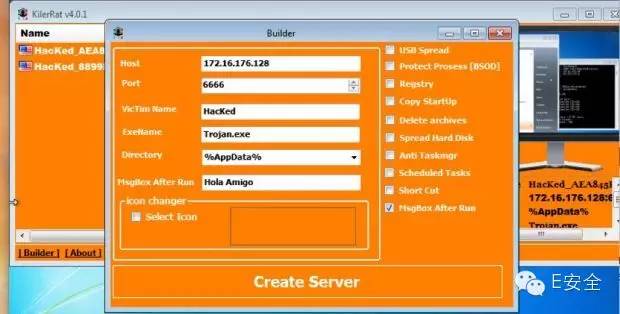 KilerRat v4.0.1
Name
HacKed_AEA8
HacKed_8899
Builder
Host
172.16.176.128
Port
6666
VicTim Name
HacKed
ExeName
Trojan.exe
Directory
%AppData%
MsgBox After Run
Hola Amigo
icon changer
Select Icon
USB Spread
Protect Prosess [BSOD]
Regstry
Copy StartUp
Delete archives
Spread Hard Disk
Anti Taskmgr
Scheduled Tasks
Short Cut
MsgBox After Run
Create Server
HacKed_AEA845
172.16.176.128:6
%AppData%
Trojan.exe
[ Builder ]
[ About ]
E安全